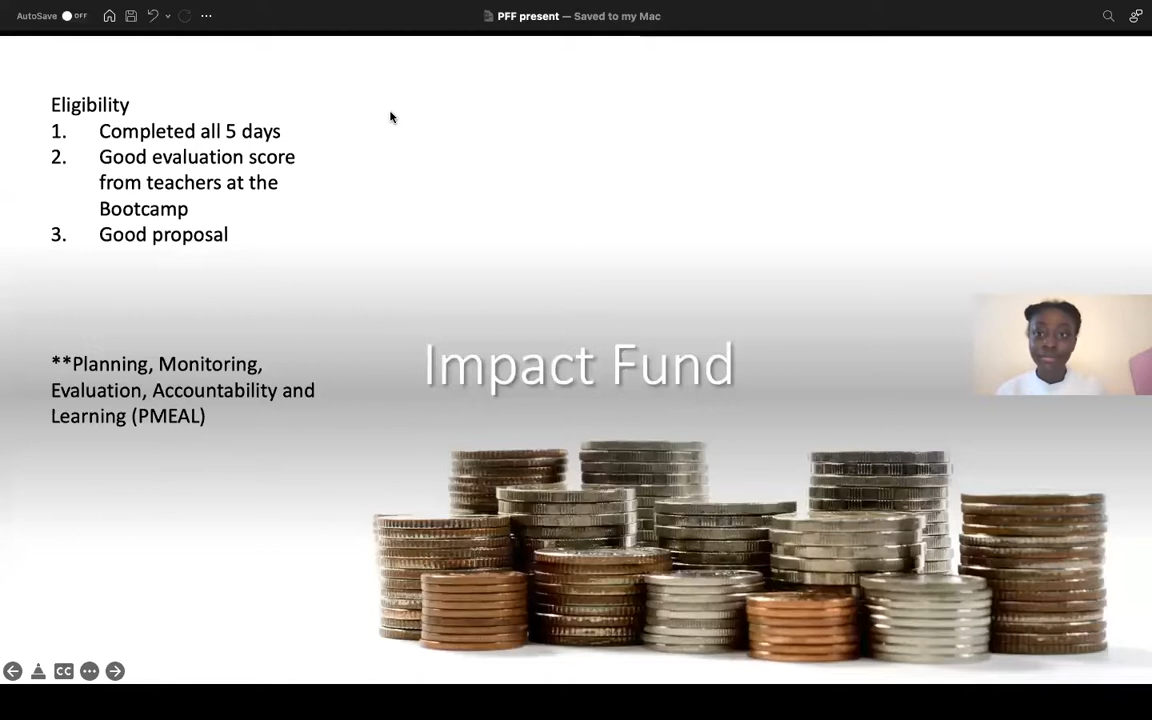 AutoSave OFF
PFF present — Saved to my Mac
Eligibility
1. Completed all 5 days
2. Good evaluation score
from teachers at the
Bootcamp
3. Good proposal
**Planning, Monitoring,
Evaluation, Accountability and
Learning (PMEAL)
Impact Fund
CC